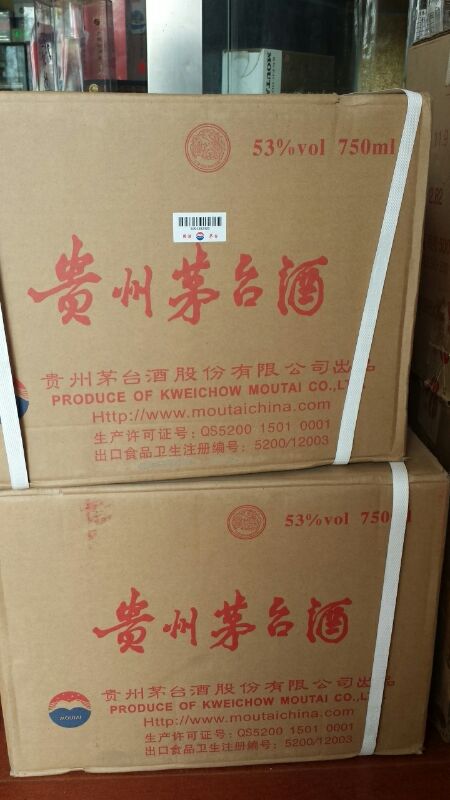 53%vol 750ml
贵州茅台酒
贵州茅台酒股份有限公司出品
PRODUCE OF KWEICHOW MOUTAI CO.,LTD.
Http://www.moutaichina.com
生产许可证号：QS5200 1501 0001
出口食品卫生注册编号：5200/12003
53%vol 750
贵州茅台酒
贵州茅台酒股份有限公司出品
MOUTAI
PRODUCE OF KWEICHOW MOUTAI CO.,L
Http://www.moutaichina.com
生产许可证号：QS5200 1501 0001
出口食品卫生注册编号：5200/12003